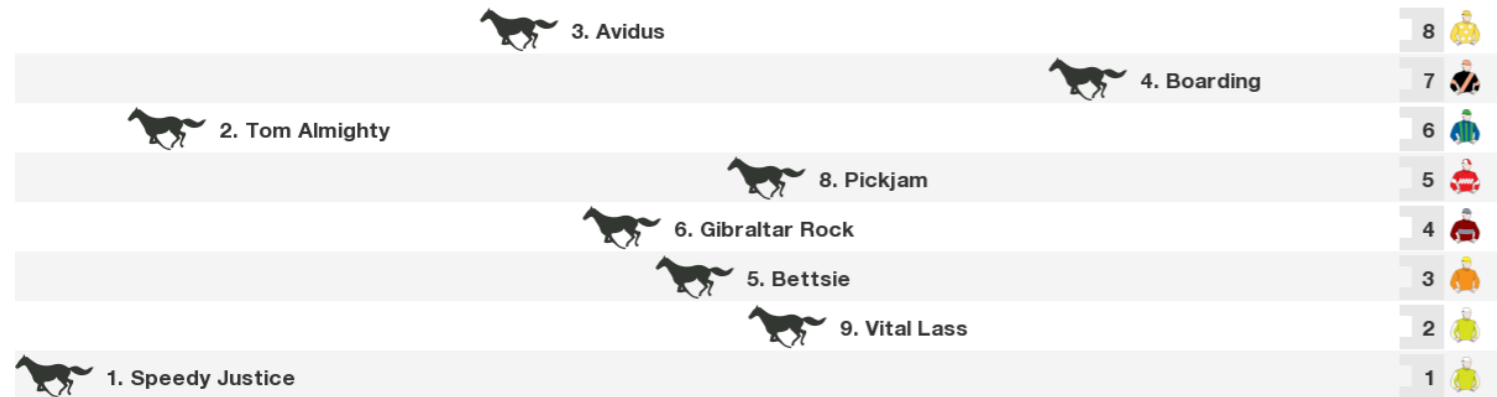 3. Avidus 8
4. Boarding 7
2. Tom Almighty 6
8. Pickjam 5
6. Gibraltar Rock 4
5. Bettsie 3
9. Vital Lass 2
1. Speedy Justice 1